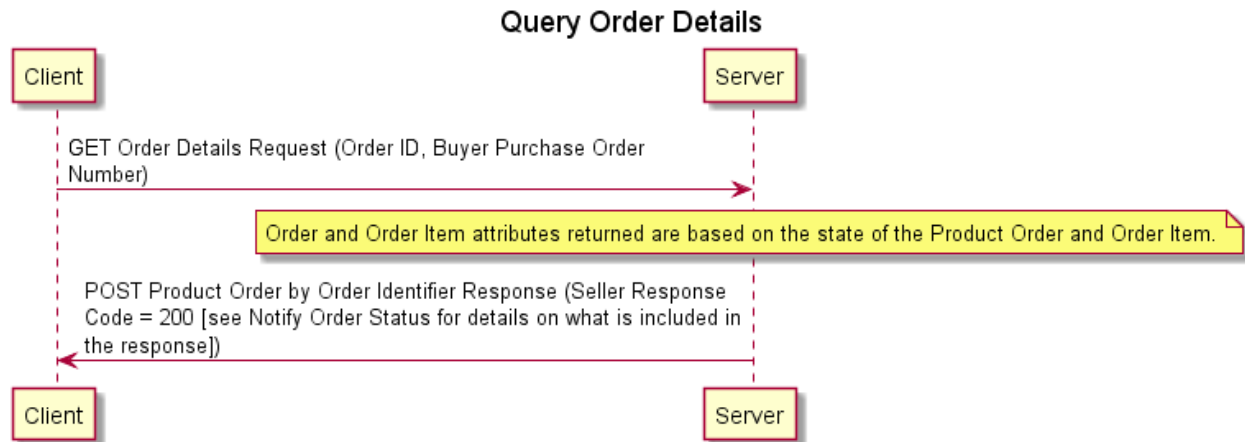 Query Order Details
Client
Server
GET Order Details Request (Order ID, Buyer Purchase Order
Number)
Order and Order Item attributes returned are based on the state of the Product Order and Order Item.
POST Product Order by Order Identifier Response (Seller Response
Code = 200 [see Notify Order Status for details on what is included in
the response])
Client
Server